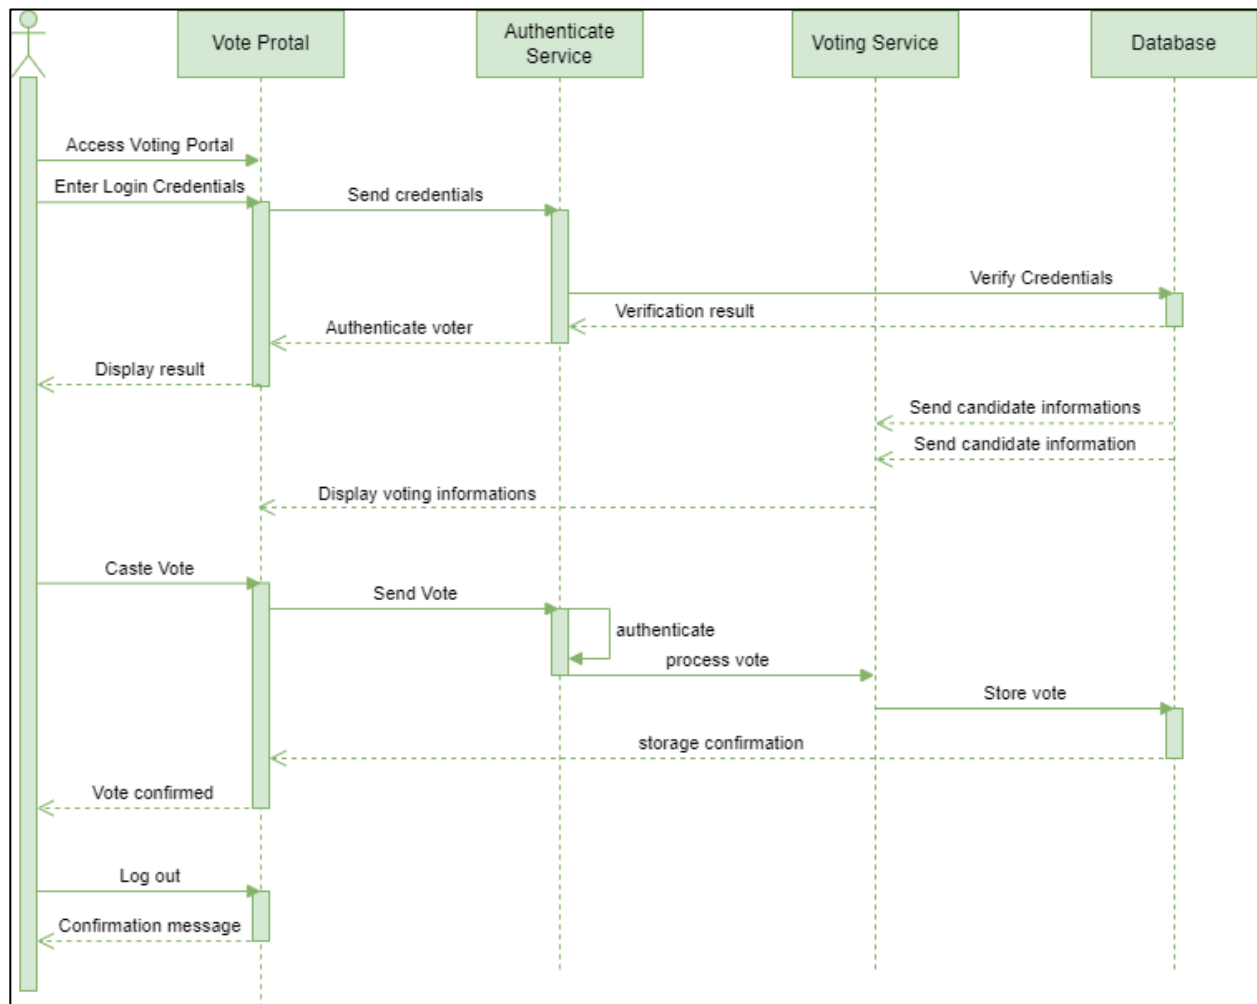 Vote Protal
Authenticate
Service
Voting Service
Database
Access Voting Portal
Enter Login Credentials
Send credentials
Verify Credentials
Verification result
Authenticate voter
Display result
Send candidate informations
Send candidate information
Display voting informations
Caste Vote
Send Vote
authenticate
process vote
Store vote
storage confirmation
Vote confirmed
Log out
Confirmation message